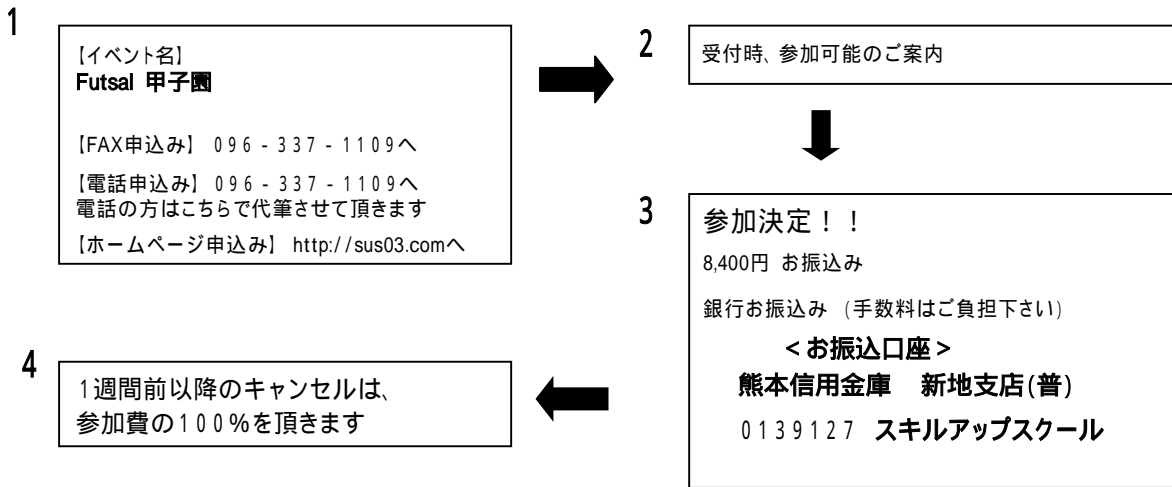 1
【イベント名】
Futsal 甲子園
【FAX申込み】 096-337-1109へ
【電話申込み】 096-337-1109へ
電話の方はこちらで代筆させて頂きます
【ホームページ申込み】 http://sus03.comへ
2
受付時、参加可能のご案内
3
参加決定！！
8,400円 お振込み
銀行お振込み （手数料はご負担下さい）
＜お振込口座＞
熊本信用金庫　新地支店(普)
0139127 スキルアップスクール
4
1週間前以降のキャンセルは、
参加費の100%を頂きます